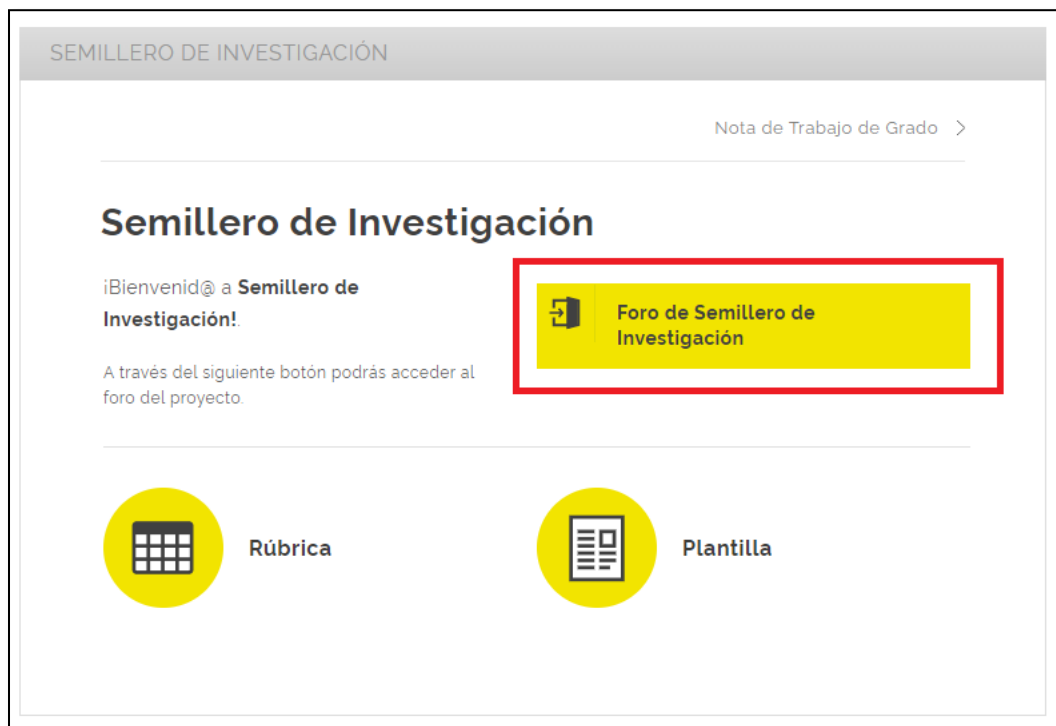 SEMILLERO DE INVESTIGACIÓN
Nota de Trabajo de Grado
Semillero de Investigación
¡Bienvenid@ a Semillero de
Investigación!.
A través del siguiente botón podrás acceder al
foro del proyecto.
Foro de Semillero de
Investigación
Rúbrica
Plantilla